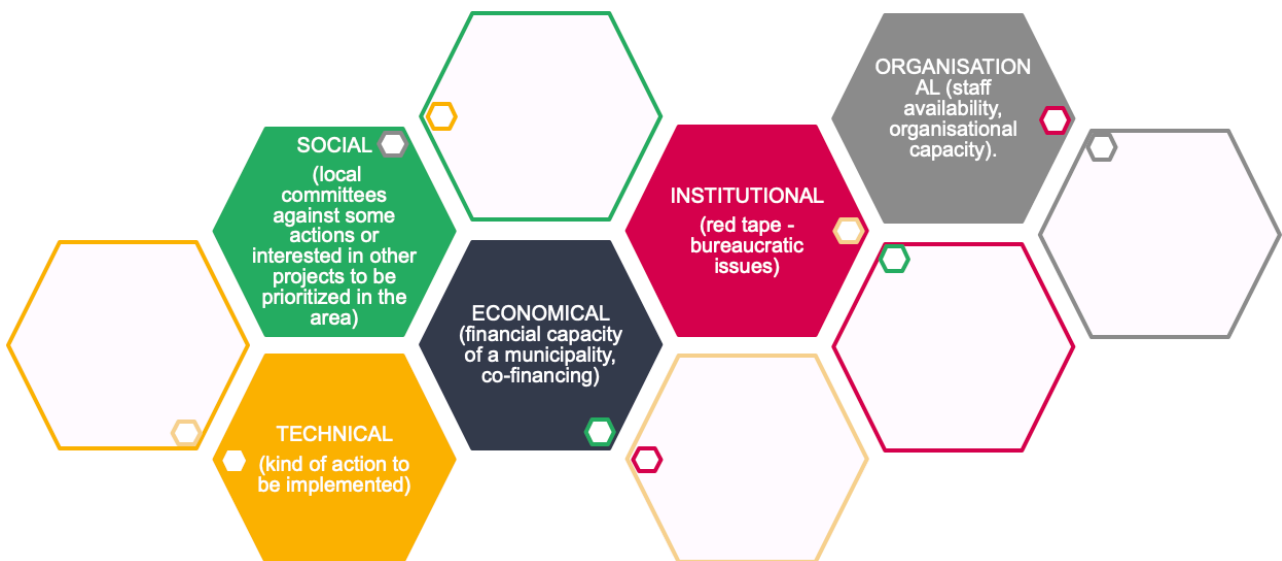 SOCIAL
(local
committees
against some
actions or
interested in other
projects to be
prioritized in the
area)
TECHNICAL
(kind of action to
be implemented)
ECONOMICAL
(financial capacity
of a municipality,
co-financing)
INSTITUTIONAL
(red tape -
bureaucratic
issues)
ORGANISATION
AL (staff
availability,
organisational
capacity).